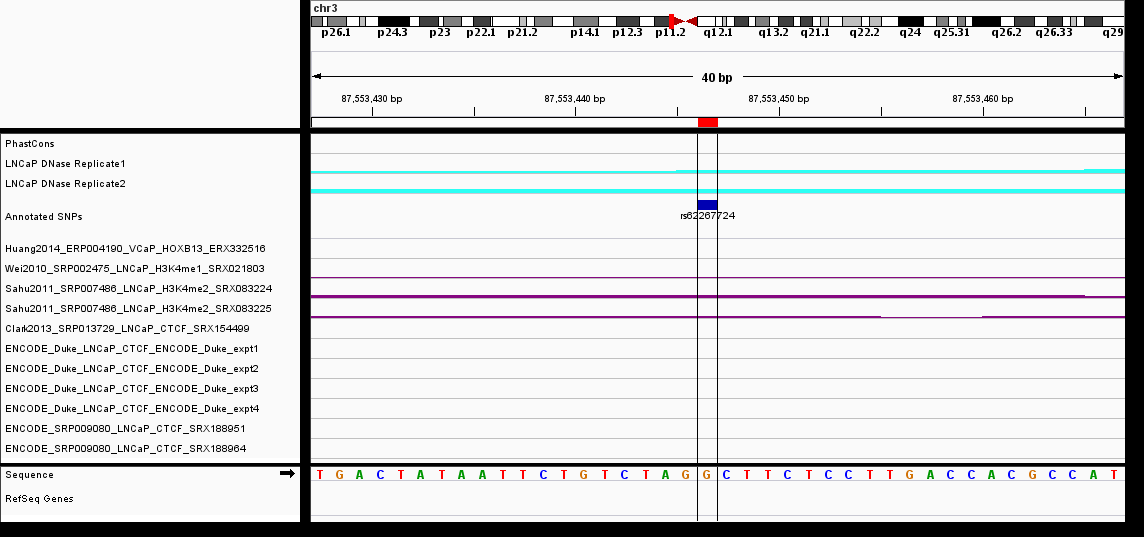 chr3
p26.1 p24.3 p23 p22.1 p21.2 p14.1 p12.3 p11.2 q12.1 q13.2 q21.1 q22.2 q24 q25.31 q26.2 q26.33 q29
40 bp
87,553,430 bp 87,553,440 bp 87,553,450 bp 87,553,460 bp
PhastCons
LNCaP DNase Replicate1
LNCaP DNase Replicate2
Annotated SNPs
rs62267724
Huang2014_ERP004190_VCaP_HOXB13_ERX332516
Wei2010_SRP002475_LNCaP_H3K4me1_SRX021803
Sahu2011_SRP007486_LNCaP_H3K4me2_SRX083224
Sahu2011_SRP007486_LNCaP_H3K4me2_SRX083225
Clark2013_SRP013729_LNCaP_CTCF_SRX154499
ENCODE_Duke_LNCaP_CTCF_ENCODE_Duke_expt1
ENCODE_Duke_LNCaP_CTCF_ENCODE_Duke_expt2
ENCODE_Duke_LNCaP_CTCF_ENCODE_Duke_expt3
ENCODE_Duke_LNCaP_CTCF_ENCODE_Duke_expt4
ENCODE_SRP009080_LNCaP_CTCF_SRX188951
ENCODE_SRP009080_LNCaP_CTCF_SRX188964
Sequence T G A C T A T A A T T C T G T C T A G G C T T C T C C T T G A C C A C G C C A T
RefSeq Genes